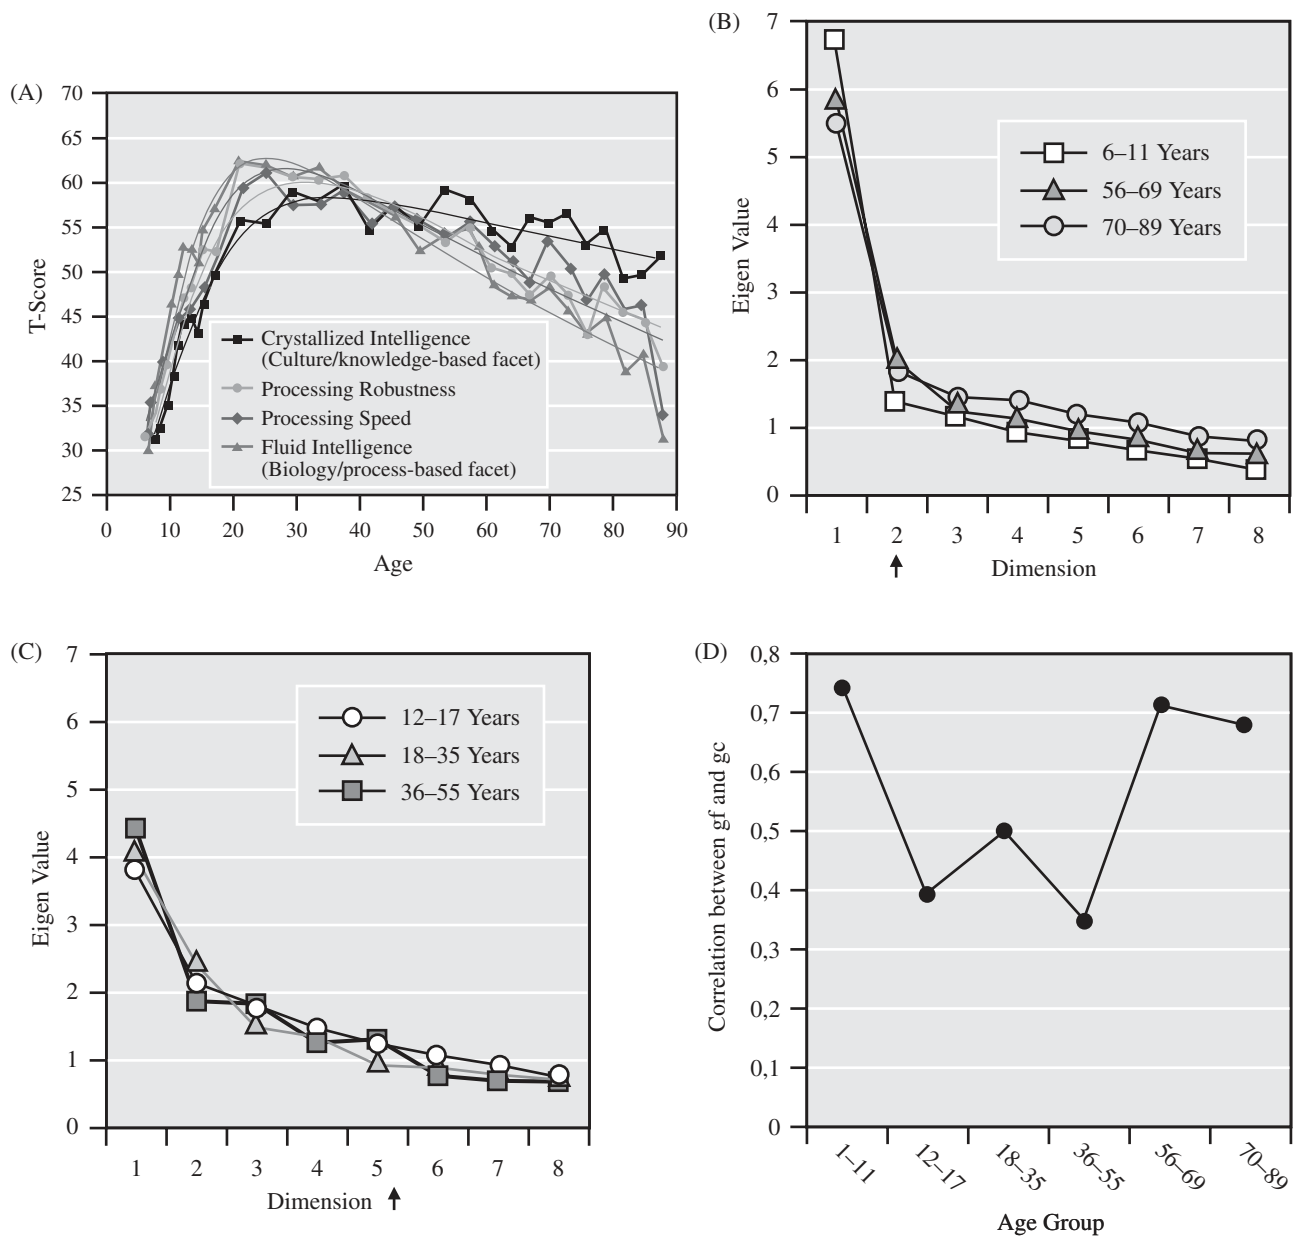 (A)
70
65
60
55
50
45
40
35
30
25
T-Score
Crystallized Intelligence
(Culture/knowledge-based facet)
Processing Robustness
Processing Speed
Fluid Intelligence
(Biology/process-based facet)
0 10 20 30 40 50 60 70 80 90
Age
(B)
7
6
5
4
3
2
1
0
Eigen Value
6–11 Years
56–69 Years
70–89 Years
1 2 3 4 5 6 7 8
Dimension
(C)
7
6
5
4
3
2
1
0
Eigen Value
12–17 Years
18–35 Years
36–55 Years
1 2 3 4 5 6 7 8
Dimension
(D)
0,8
0,7
0,6
0,5
0,4
0,3
0,2
0,1
0
Correlation between gf and gc
1–11 12–17 18–35 36–55 56–69 70–89
Age Group